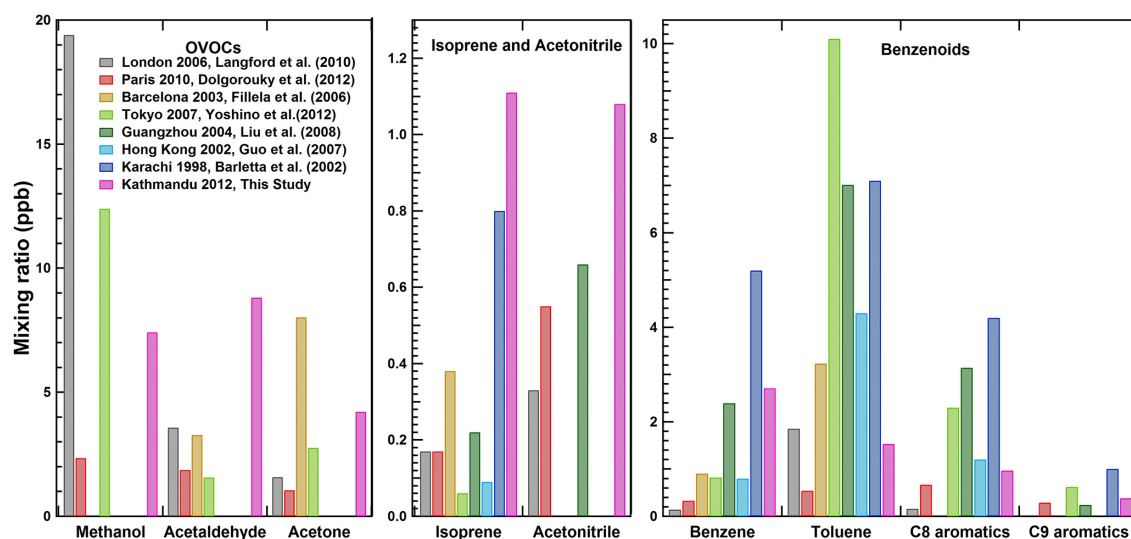 OVOCs
London 2006, Langford et al. (2010)
Paris 2010, Dolgorouky et al. (2012)
Barcelona 2003, Fillela et al. (2006)
Tokyo 2007, Yoshino et al.(2012)
Guangzhou 2004, Liu et al. (2008)
Hong Kong 2002, Guo et al. (2007)
Karachi 1998, Barletta et al. (2002)
Kathmandu 2012, This Study
Mixing ratio (ppb)
20
15
10
5
0
Methanol Acetaldehyde Acetone
Isoprene and Acetonitrile
1.2
1.0
0.8
0.6
0.4
0.2
0.0
Isoprene Acetonitrile
Benzenoids
10
8
6
4
2
0
Benzene Toluene C8 aromatics C9 aromatics